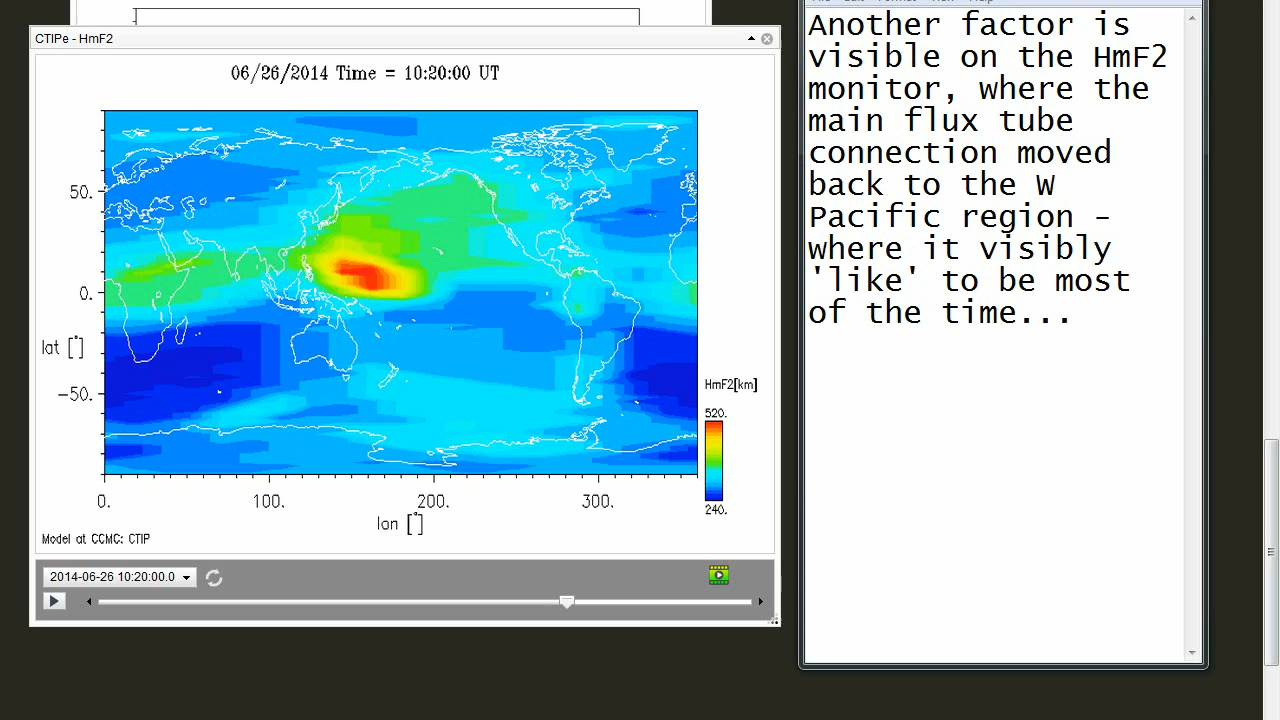 CTIPe - HmF2
06/26/2014 Time = 10:20:00 UT
50.
0.
lat [°]
-50.
HmF2[km]
520.
240.
0. 100. 200. 300.
lon [°]
Model at CCMC: CTIP
2014-06-26 10:20:00.0
Another factor is
visible on the HmF2
monitor, where the
main flux tube
connection moved
back to the W
Pacific region -
where it visibly
'like' to be most
of the time...